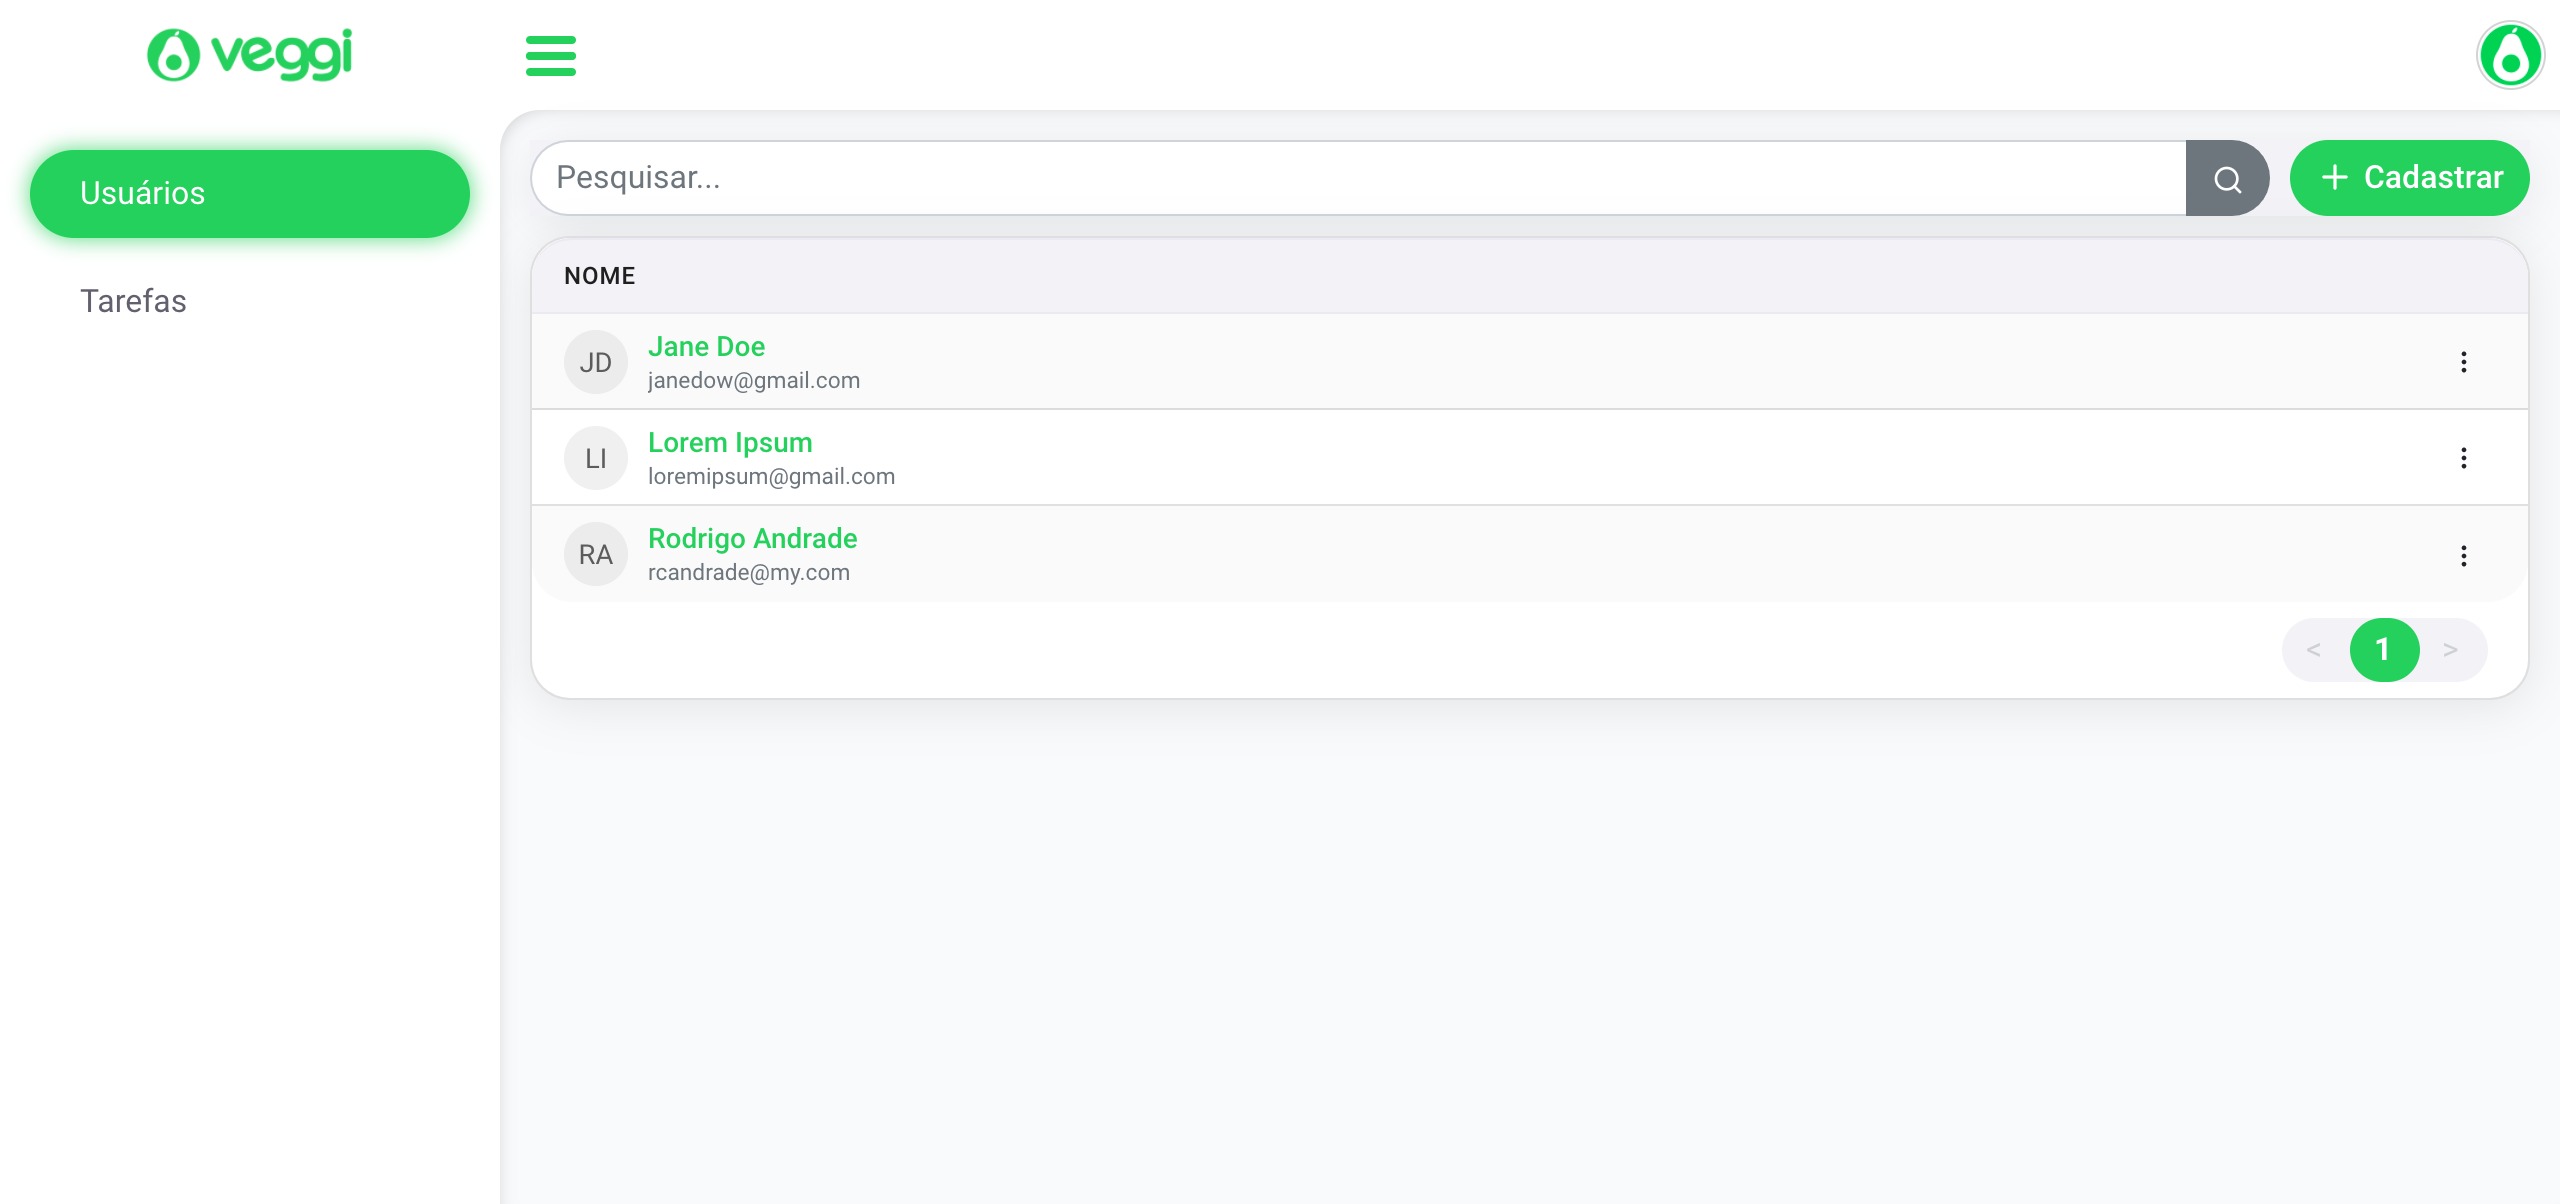 veggi
Usuários
Tarefas
Pesquisar...
Cadastrar
NOME
JD
Jane Doe
janedow@gmail.com
LI
Lorem Ipsum
loremipsum@gmail.com
RA
Rodrigo Andrade
rcandrade@my.com
< 1 >